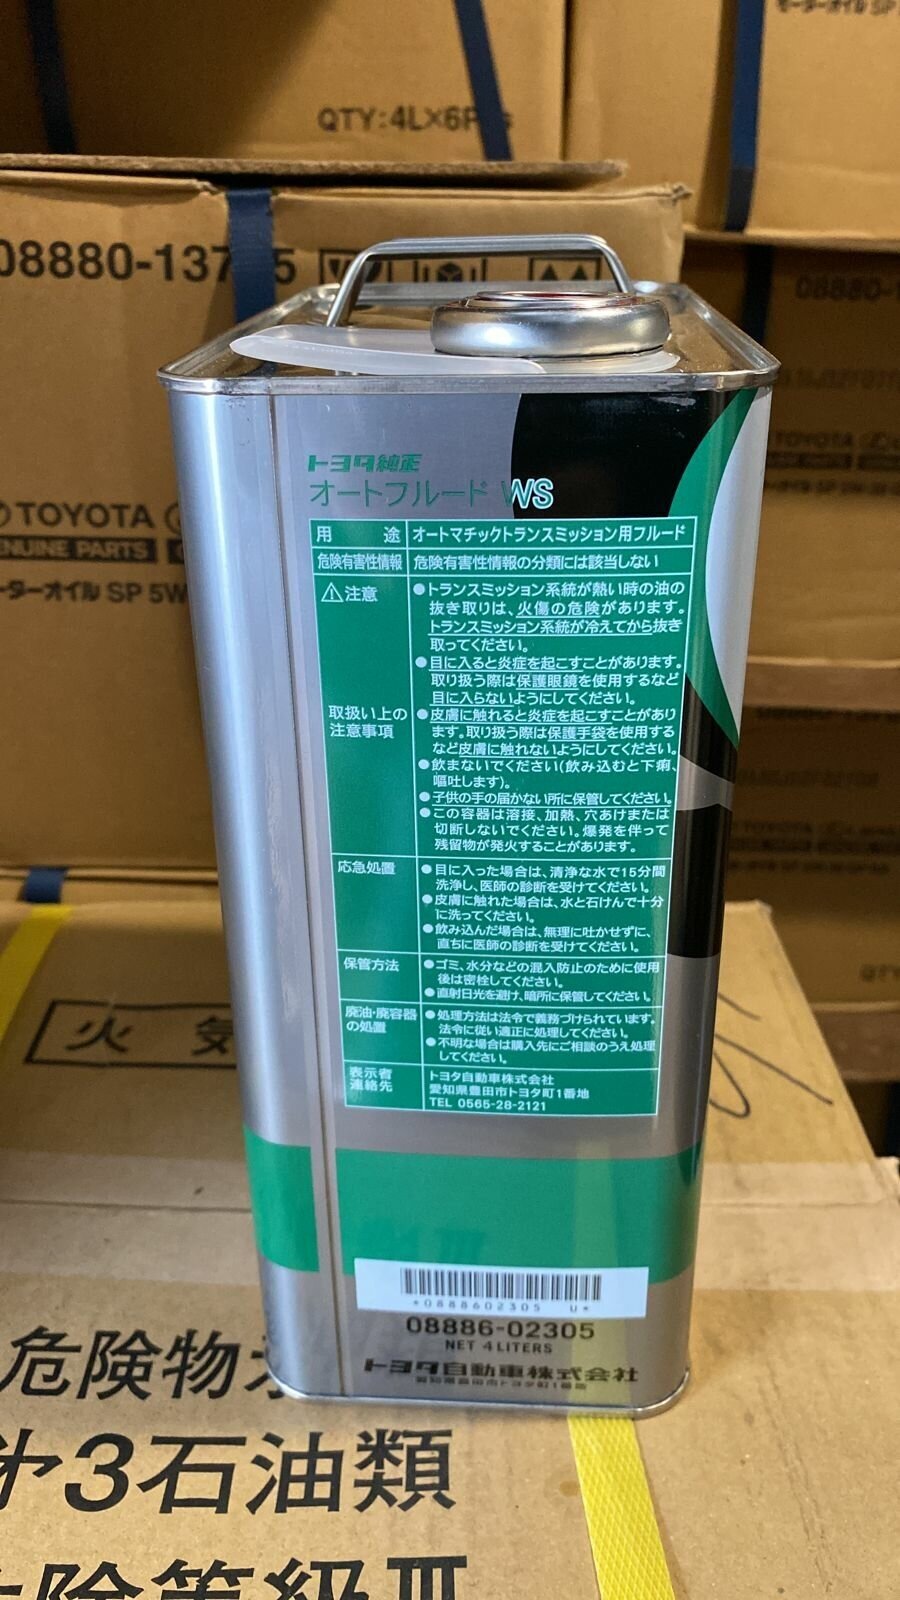 QTY:4L×6P
08880-137
5
08880-
TOYOTA
GENUINE PARTS
ーターオイル SP 5W
TOYOTA
トヨタ純正
オートフルード WS
用途
オートマチックトランスミッション用フルード
危険有害性情報
危険有害性情報の分類には該当しない
⚠注意
取扱い上の
注意事項
●トランスミッション系統が熱い時の油の
抜き取りは、火傷の危険があります。
トランスミッション系統が冷えてから抜き
取ってください。
●目に入ると炎症を起こすことがあります。
取り扱う際は保護眼鏡を使用するなど
目に入らないようにしてください。
●皮膚に触れると炎症を起こすことがあり
ます。取り扱う際は保護手袋を使用する
など皮膚に触れないようにしてください。
●飲まないでください(飲み込むと下痢、
嘔吐します)。
●子供の手の届かない所に保管してください。
●この容器は溶接、加熱、穴あけまたは
切断しないでください。爆発を伴って
残留物が発火することがあります。
応急処置
●目に入った場合は、清浄な水で15分間
洗浄し、医師の診断を受けてください。
●皮膚に触れた場合は、水と石けんで十分
に洗ってください。
●飲み込んだ場合は、無理に吐かせずに、
直ちに医師の診断を受けてください。
保管方法
●ゴミ、水分などの混入防止のために使用
後は密栓してください。
●直射日光を避け、暗所に保管してください。
廃油・廃容器
の処置
●処理方法は法令で義務づけられています。
法令に従い適正に処理してください。
●不明な場合は購入先にご相談のうえ処理
してください。
表示者
連絡先
トヨタ自動車株式会社
愛知県豊田市トヨタ町1番地
TEL 0565-28-2121
*0888602305 U*
08886-02305
NET 4 LITERS
トヨタ自動車株式会社
愛知県豊田市トヨタ町1番地
火気
危険物
3石油類
険等級Ⅲ